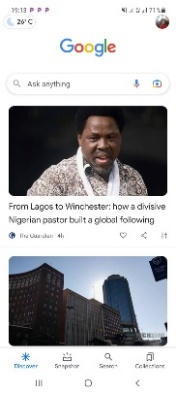 19:13 P P P
71%
26° C
Google
Ask anything
From Lagos to Winchester: how a divisive
Nigerian pastor built a global following
The Guardian · 4h
Discover
Snapshot
Search
Collections